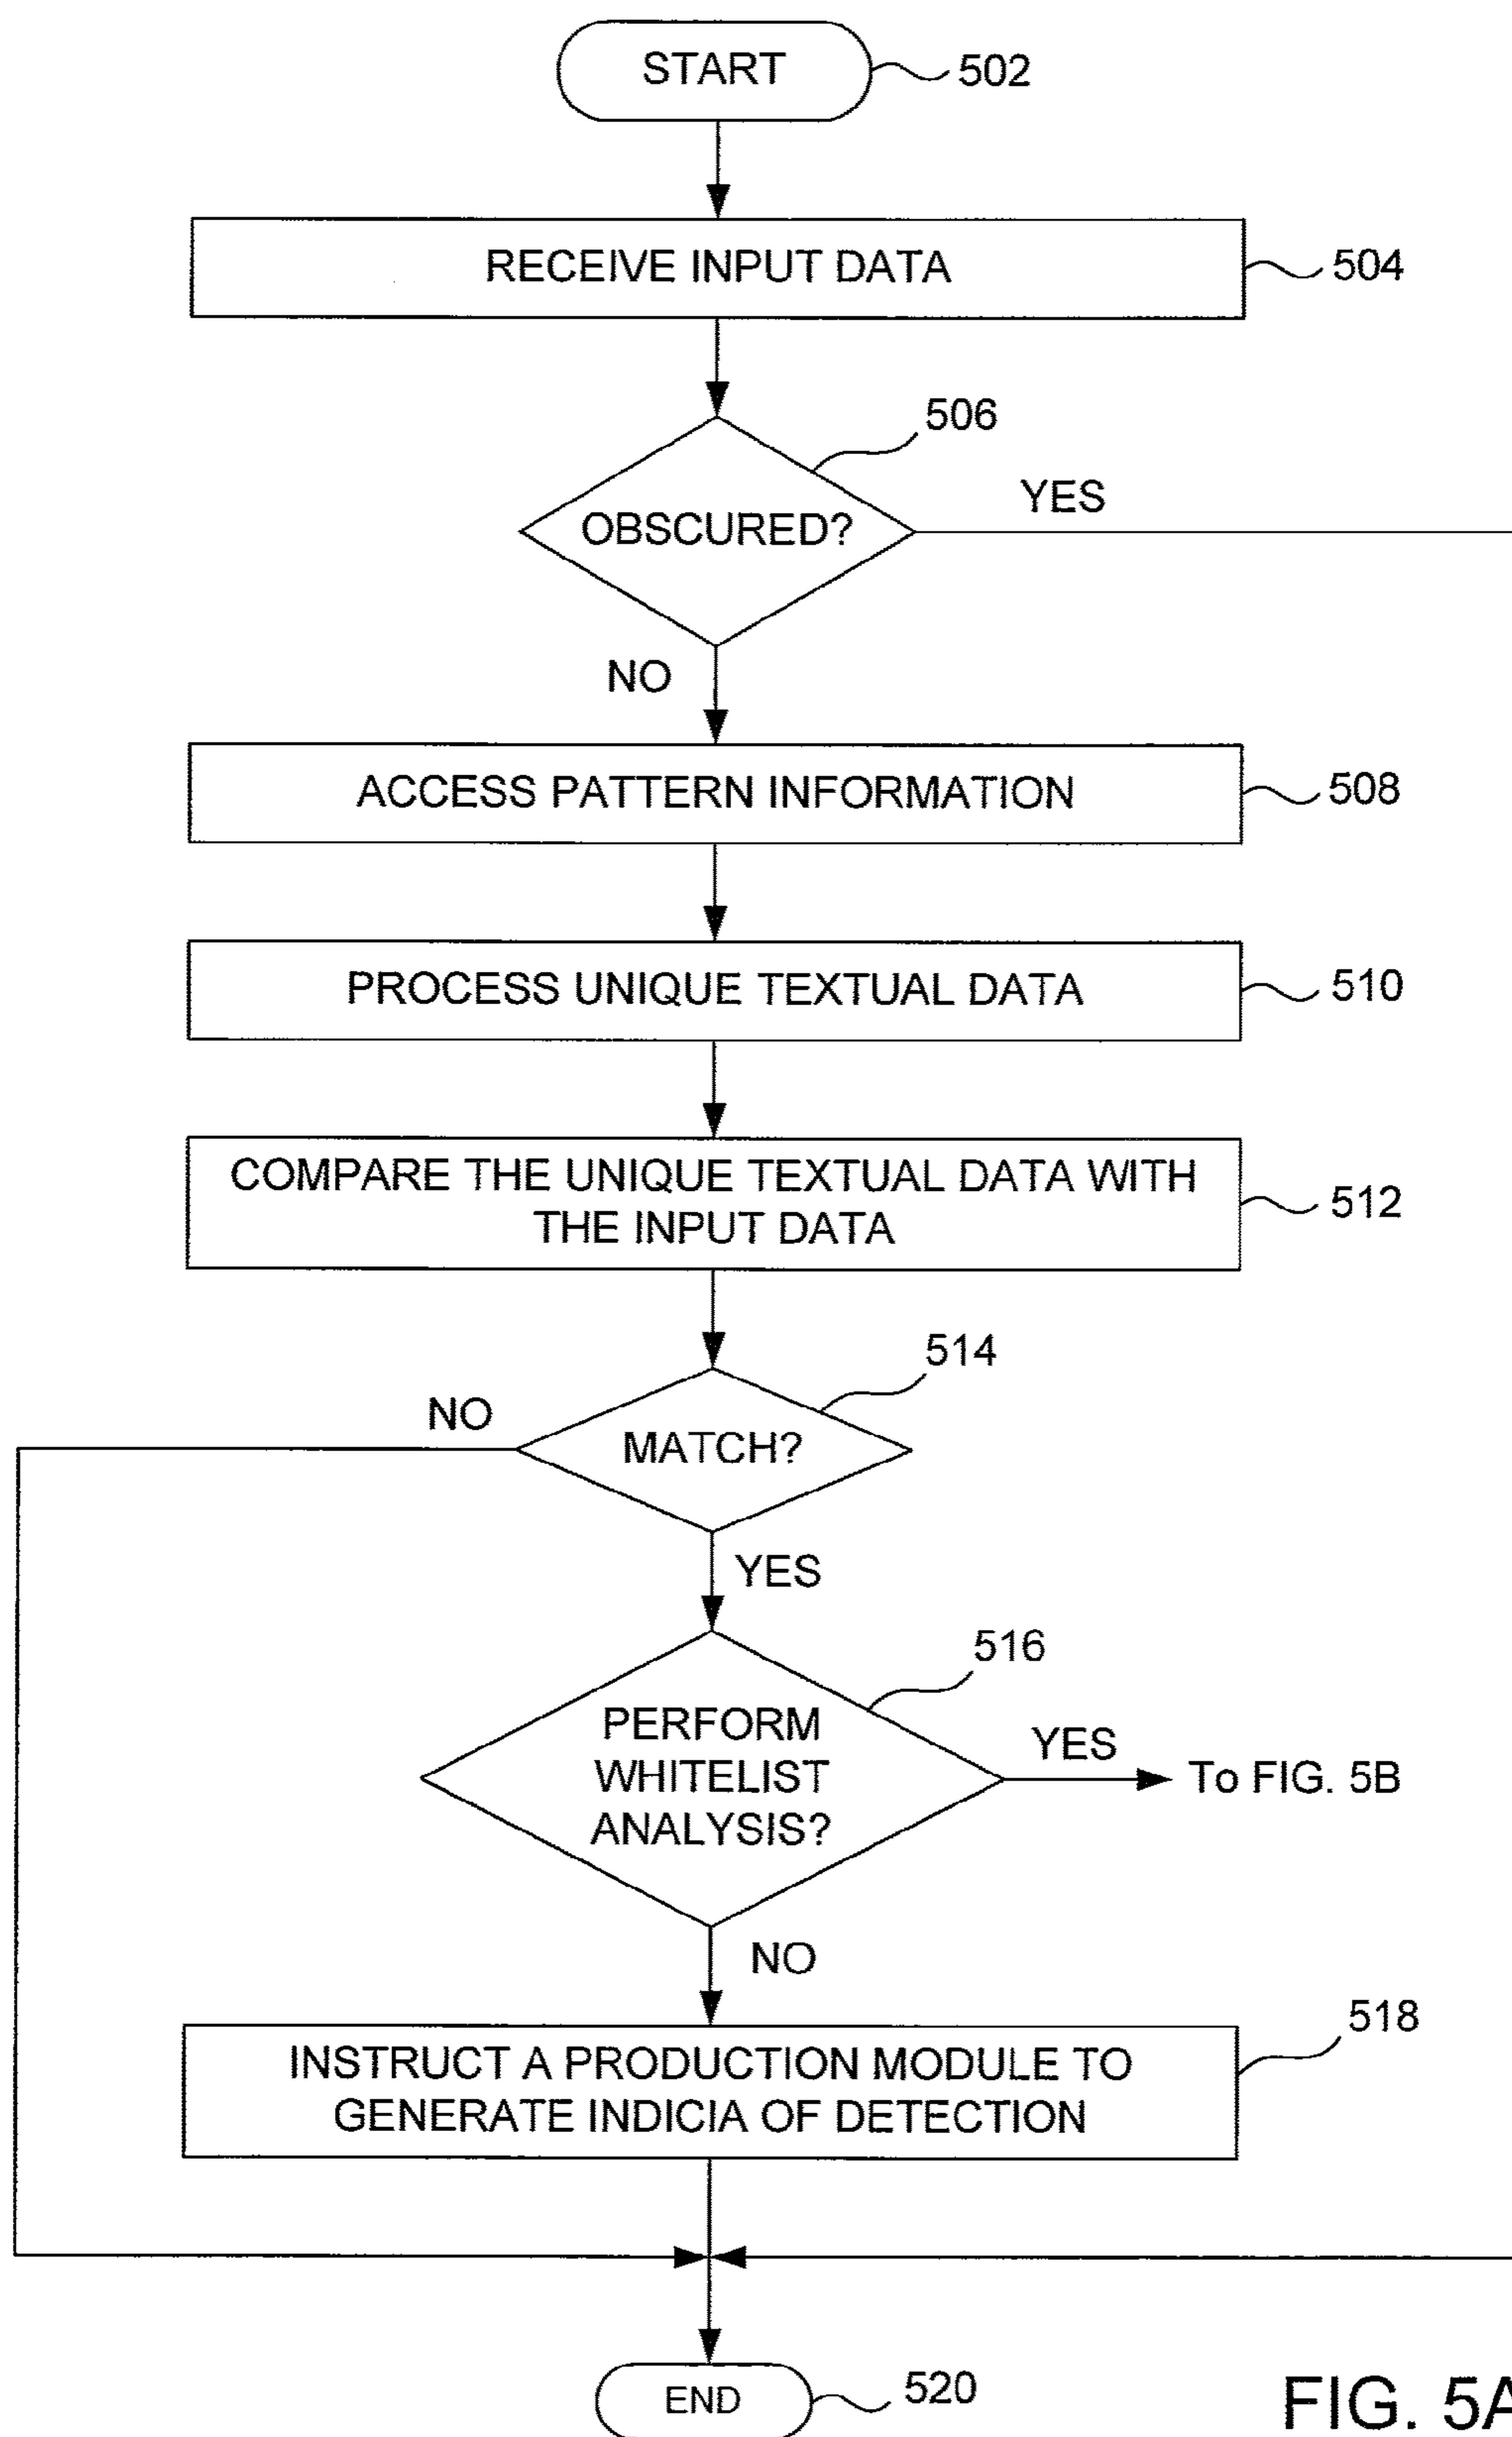 START
502
RECEIVE INPUT DATA
504
506
OBSCURED?
YES
NO
ACCESS PATTERN INFORMATION
508
PROCESS UNIQUE TEXTUAL DATA
510
COMPARE THE UNIQUE TEXTUAL DATA WITH
THE INPUT DATA
512
514
NO
MATCH?
YES
516
PERFORM
WHITELIST
ANALYSIS?
YES
To FIG. 5B
NO
518
INSTRUCT A PRODUCTION MODULE TO
GENERATE INDICIA OF DETECTION
END
520
FIG. 5A